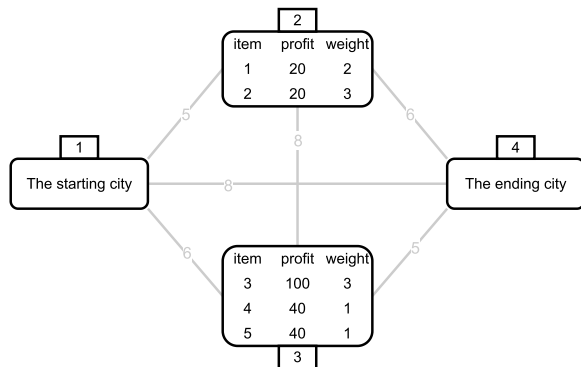 2
item profit weight
1 20 2
2 20 3
5
6
1
8
4
The starting city
The ending city
8
6
5
item profit weight
3 100 3
4 40 1
5 40 1
3